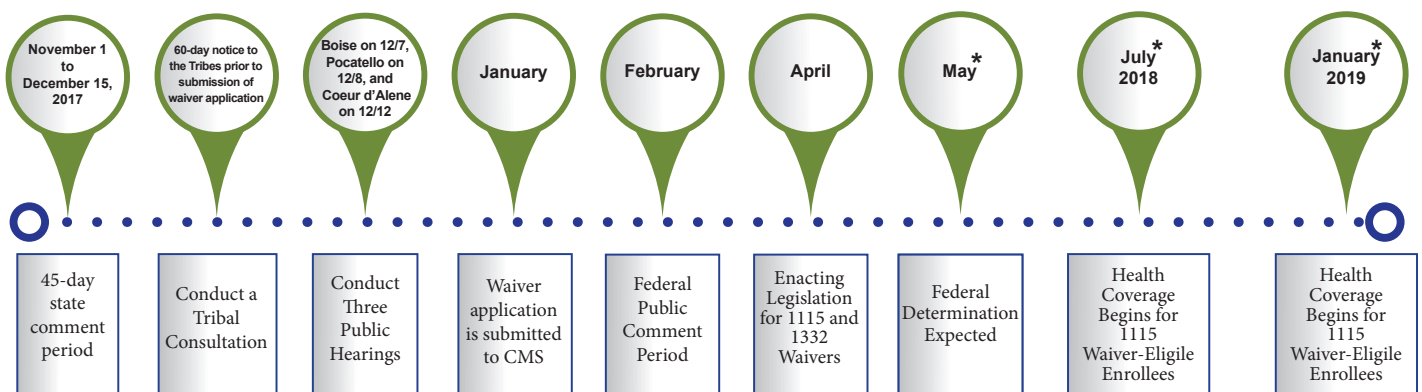 November 1
to
December 15,
2017
60-day notice to
the Tribes prior to
submission of
waiver application
Boise on 12/7,
Pocatello on
12/8, and
Coeur d'Alene
on 12/12
January
February
April
May*
July*
2018
January*
2019
45-day
state
comment
period
Conduct a
Tribal
Consultation
Conduct
Three
Public
Hearings
Waiver
application
is submitted
to CMS
Federal
Public
Comment
Period
Enacting
Legislation
for 1115 and
1332
Waivers
Federal
Determination
Expected
Health
Coverage
Begins for
1115
Waiver-Eligile
Enrollees
Health
Coverage
Begins for
1115
Waiver-Eligile
Enrollees